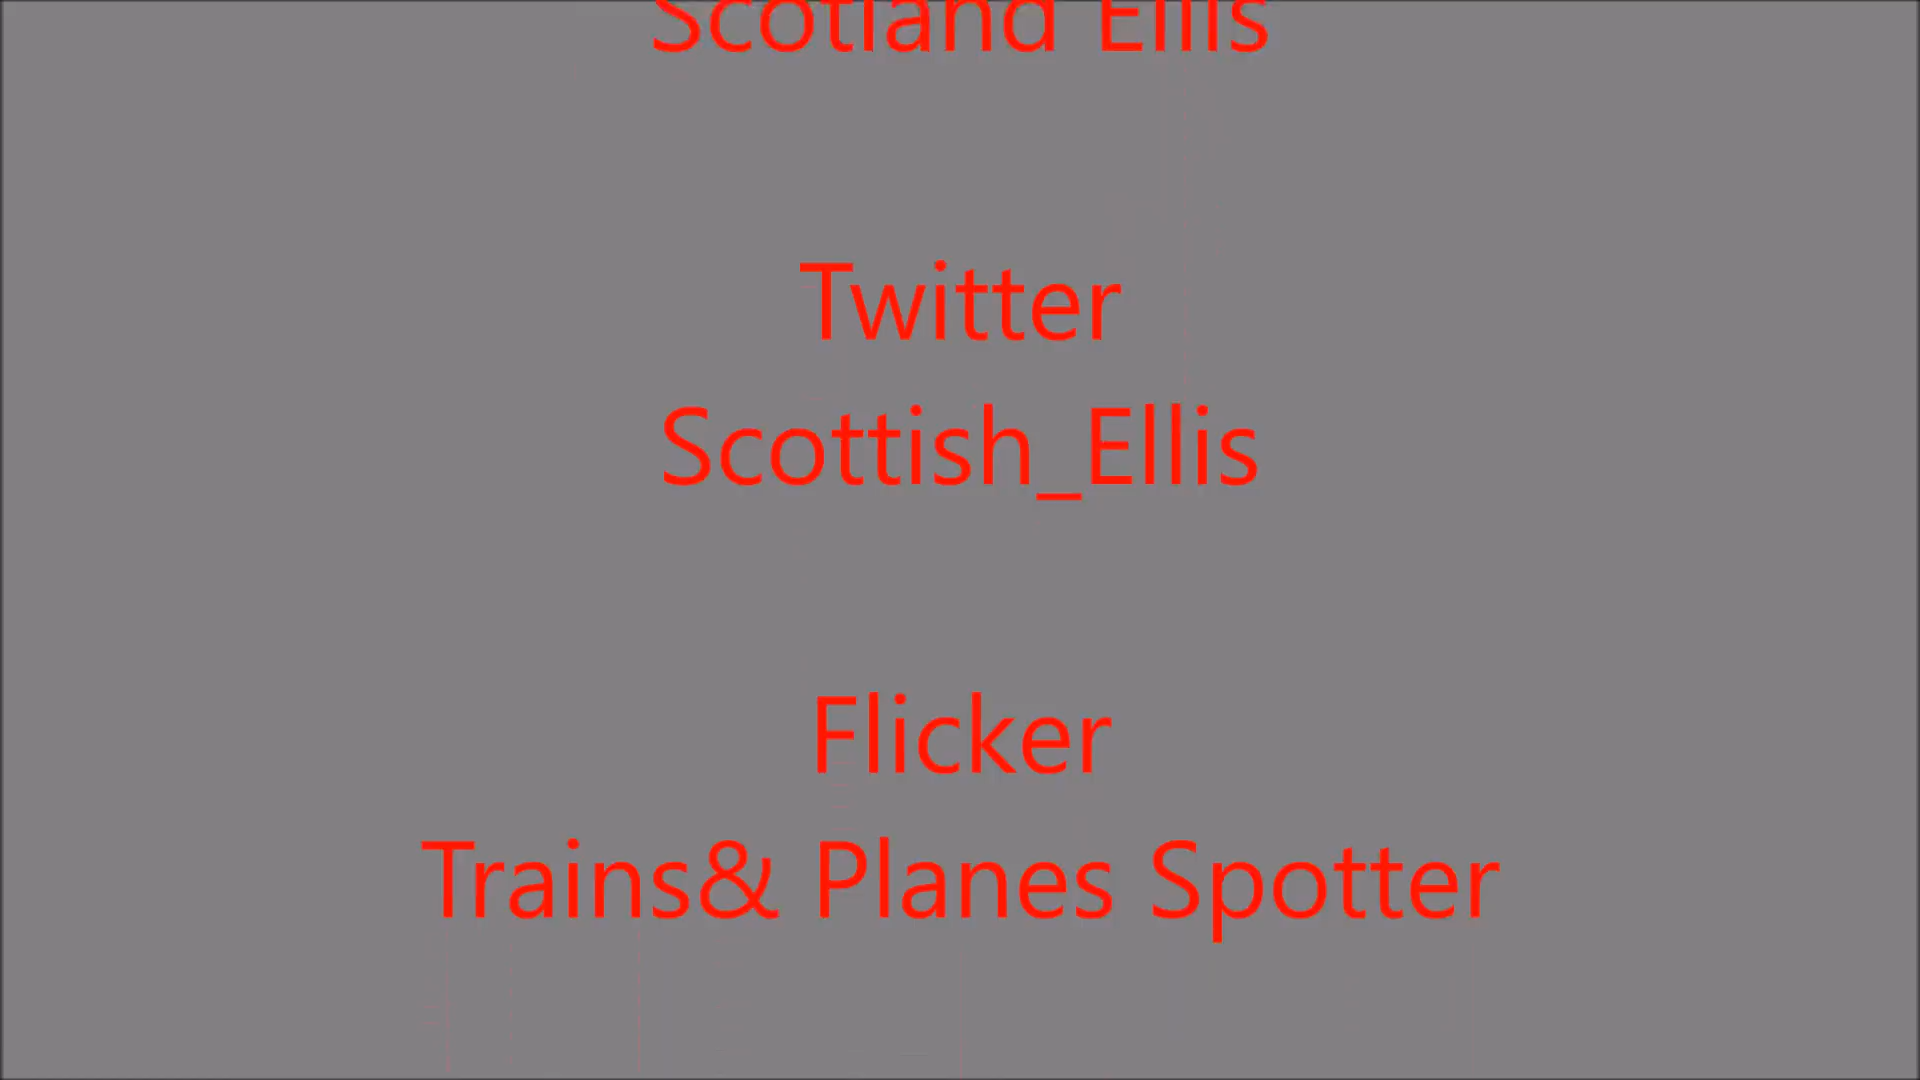 Scotland Ellis
Twitter
Scottish_Ellis
Flicker
Trains& Planes Spotter